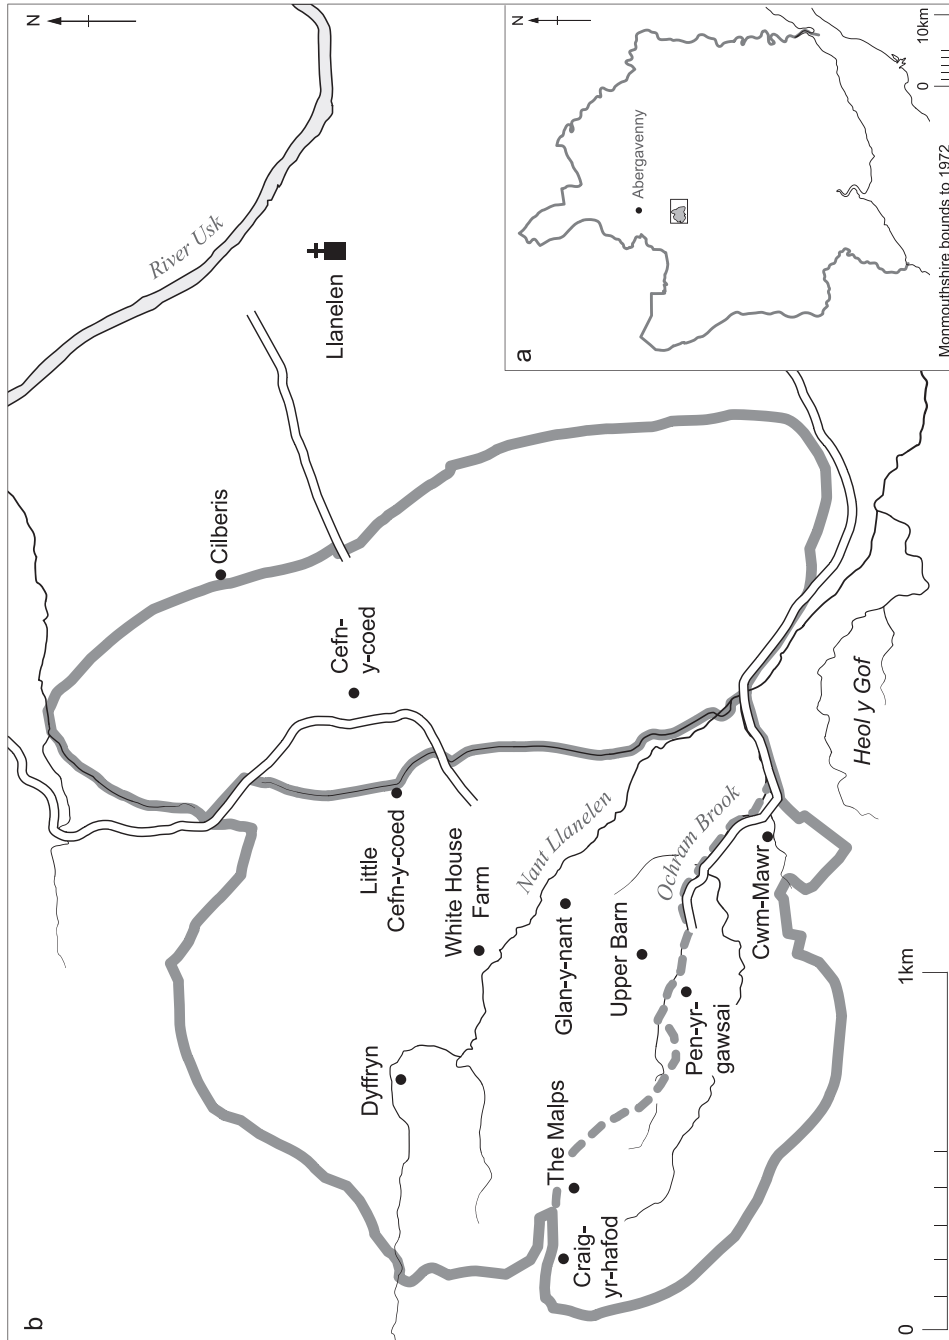 b
N
River Usk
Llanelen
Cilberis
Cefn-
y-coed
Little
Cefn-y-coed
White House
Farm
Dyffryn
Nant Llanelen
Glan-y-nant
Upper Barn
Ochram Brook
The Malps
Craig-
yr-hafod
Pen-yr-
gawsai
Cwm-Mawr
Heol y Gof
0
1km
a
N
Abergavenny
0
10km
Monmouthshire bounds to 1972